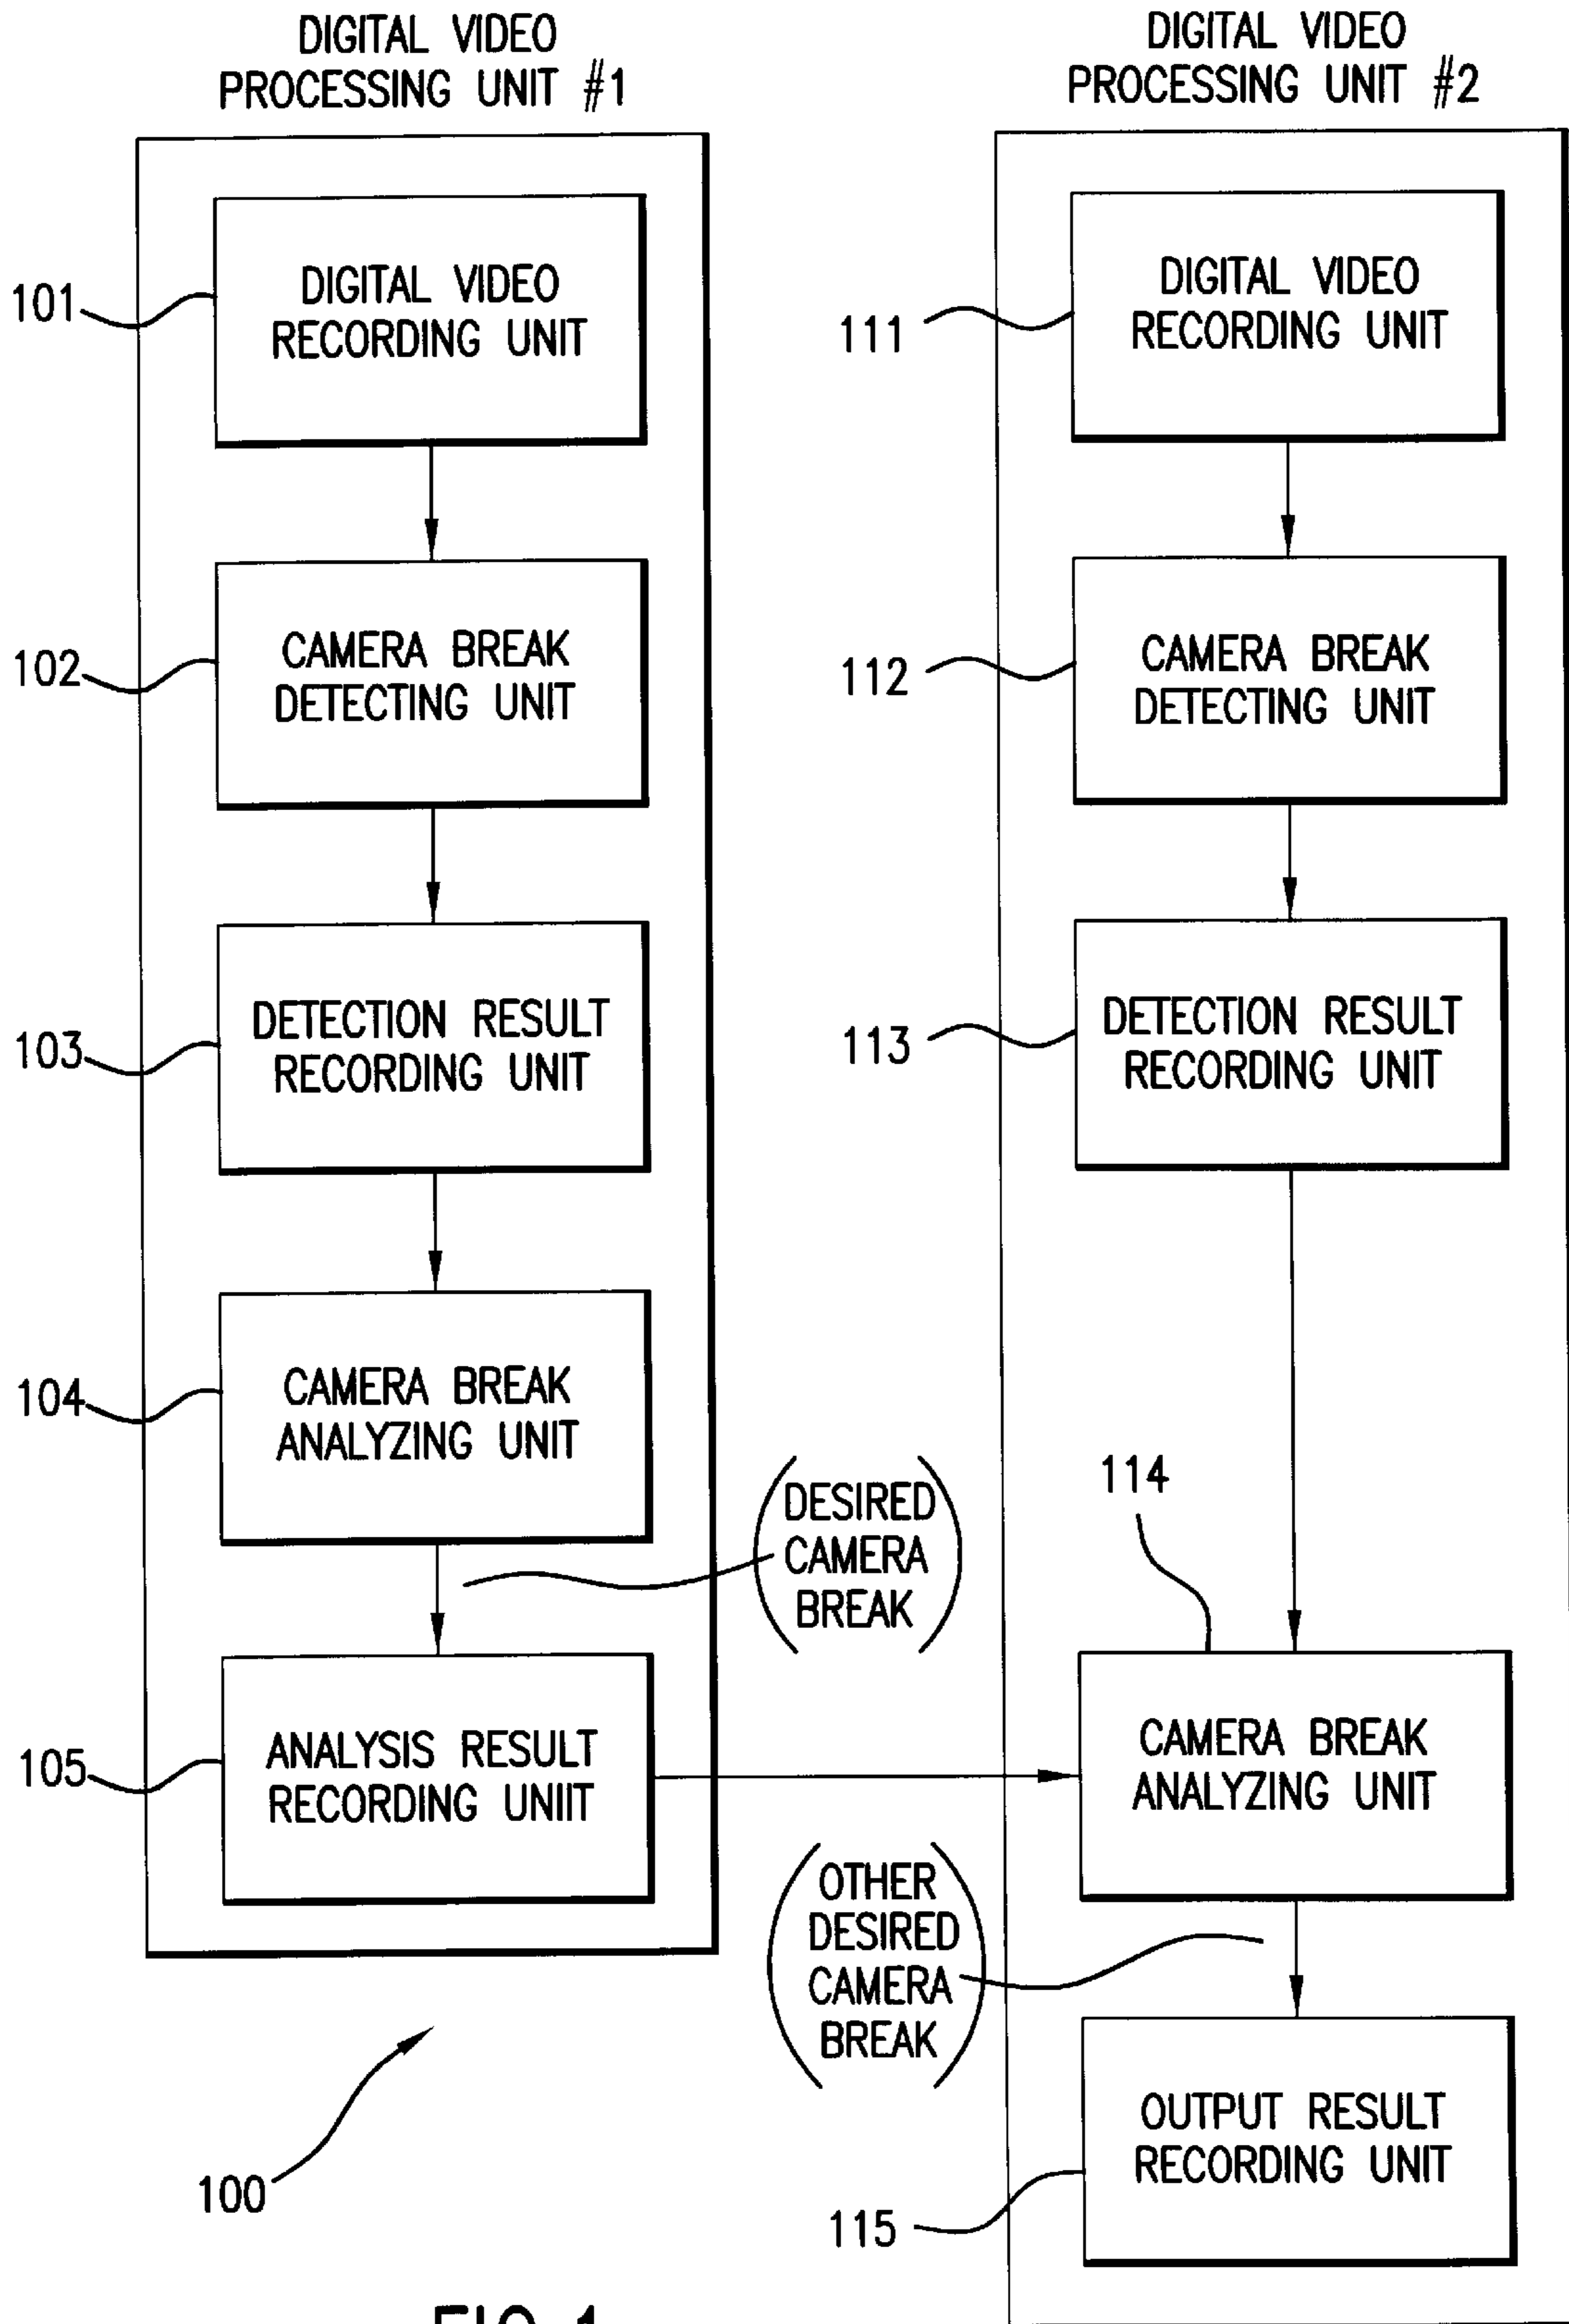 DIGITAL VIDEO
PROCESSING UNIT #1
101
DIGITAL VIDEO
RECORDING UNIT
102
CAMERA BREAK
DETECTING UNIT
103
DETECTION RESULT
RECORDING UNIT
104
CAMERA BREAK
ANALYZING UNIT
(DESIRED
CAMERA
BREAK)
105
ANALYSIS RESULT
RECORDING UNIIT
100
DIGITAL VIDEO
PROCESSING UNIT #2
111
DIGITAL VIDEO
RECORDING UNIT
112
CAMERA BREAK
DETECTING UNIT
113
DETECTION RESULT
RECORDING UNIT
114
CAMERA BREAK
ANALYZING UNIT
(OTHER
DESIRED
CAMERA
BREAK)
115
OUTPUT RESULT
RECORDING UNIT
FIG.1